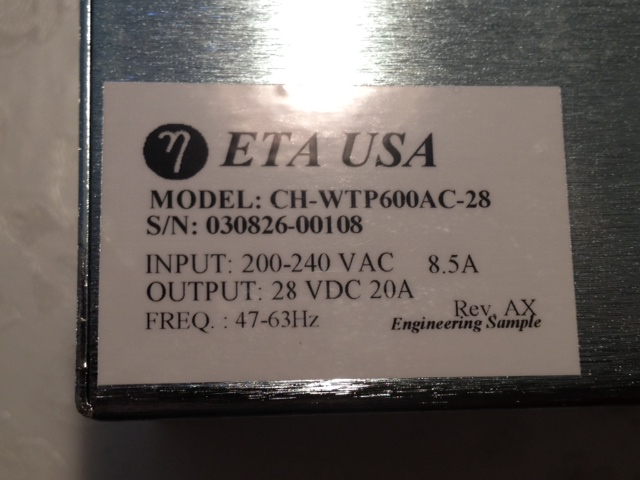 η ETA USA
MODEL: CH-WTP600AC-28
S/N: 030826-00108
INPUT: 200-240 VAC 8.5A
OUTPUT: 28 VDC 20A
FREQ. : 47-63Hz
Rev. AX
Engineering Sample